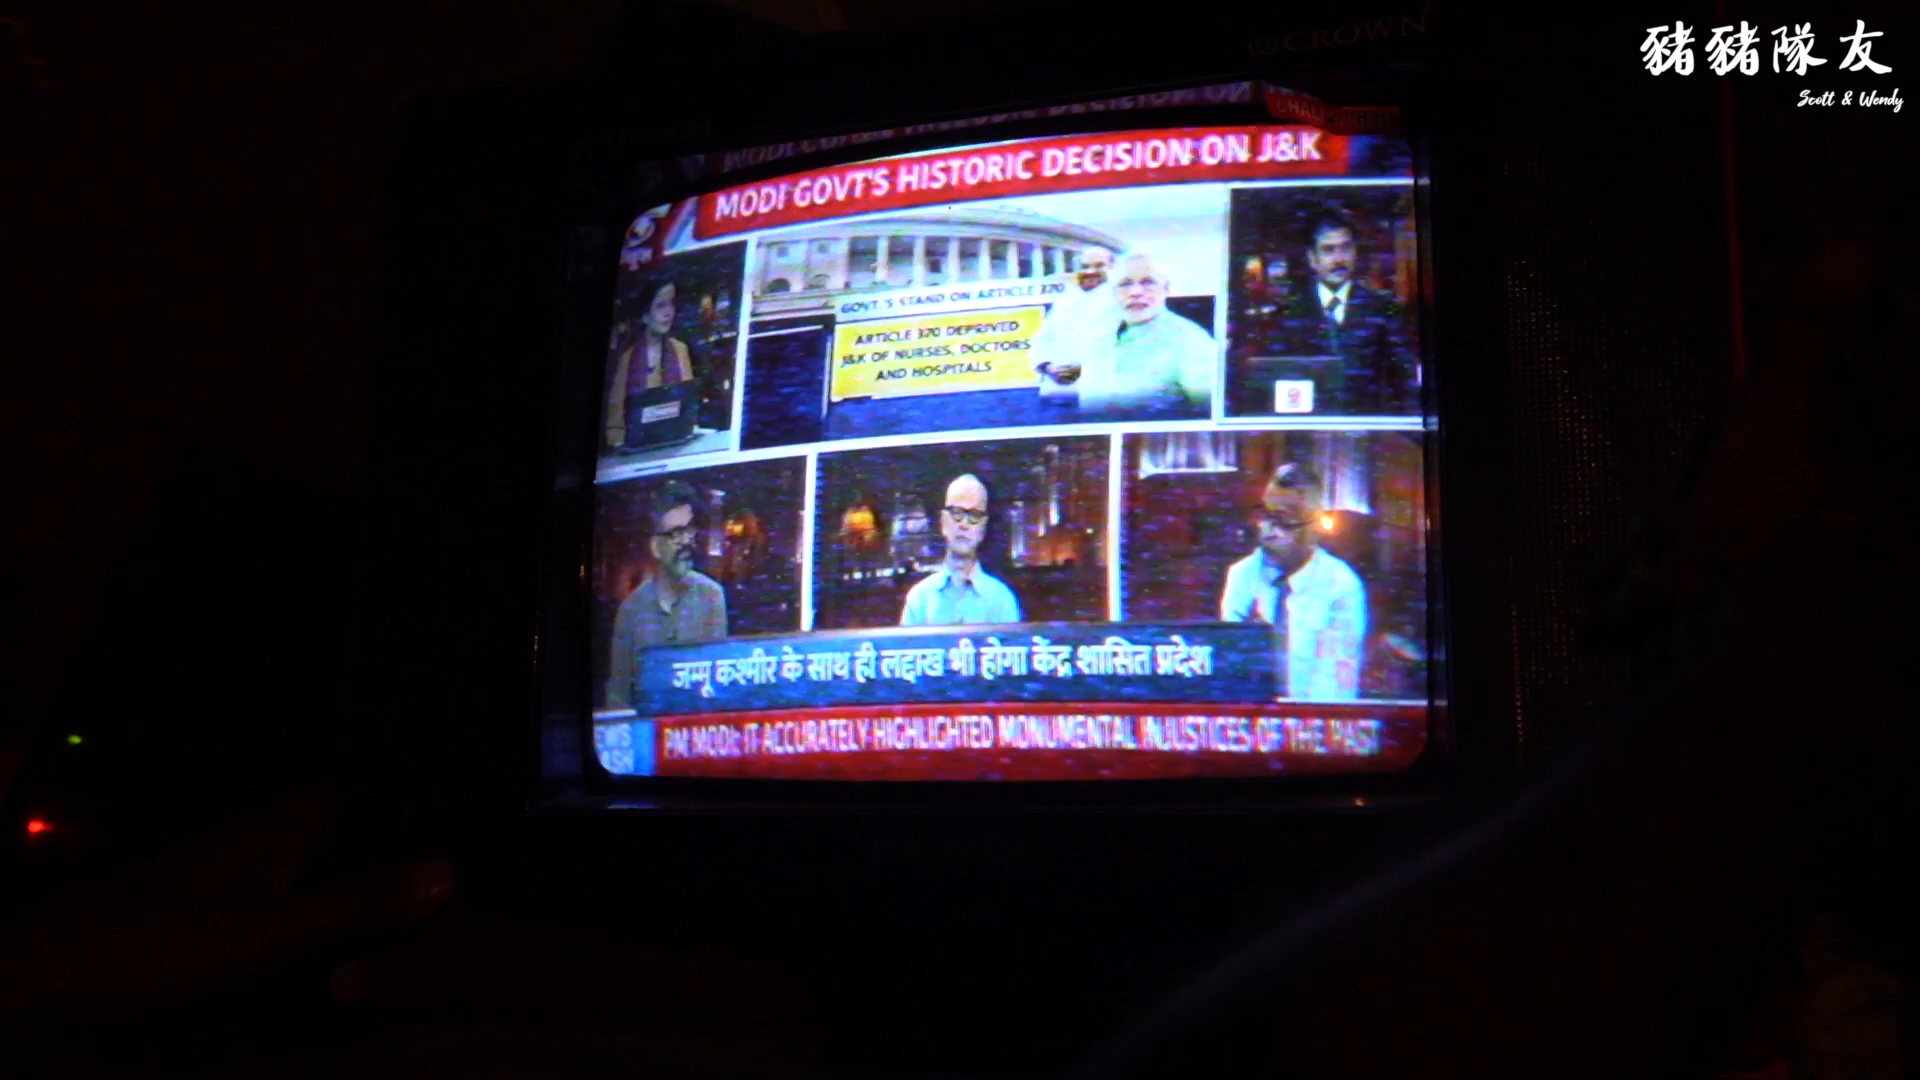 豬豬隊友
Scott & Wendy
CROWN
MODI GOVT'S HISTORIC DECISION ON J&K
GOVT.'S STAND ON ARTICLE 370
ARTICLE 370 DEPRIVED
J&K OF NURSES, DOCTORS
AND HOSPITALS
जम्मू कश्मीर के साथ ही लद्दाख भी होगा केंद्र शासित प्रदेश
PM MODI: IT ACCURATELY HIGHLIGHTED MONUMENTAL INJUSTICES OF THE PAST